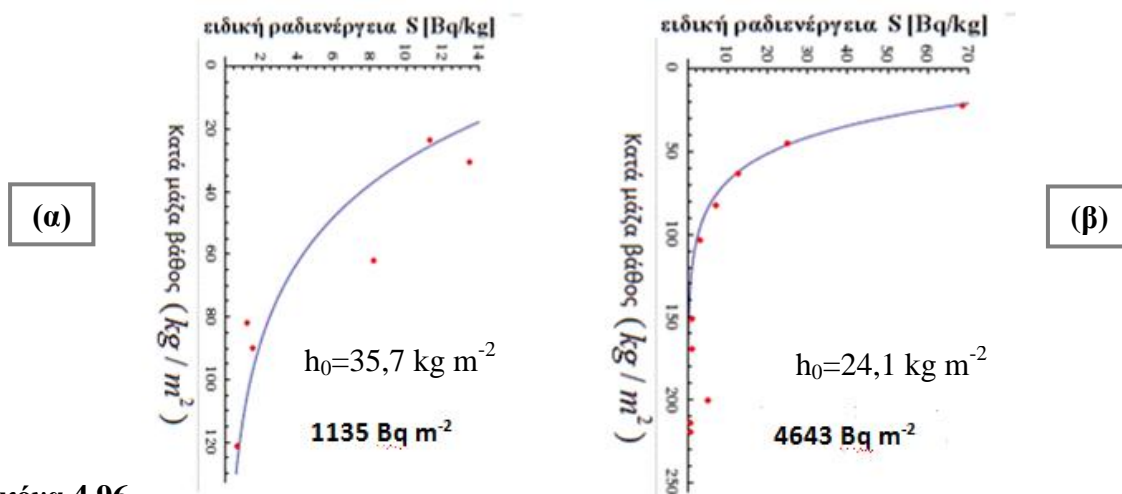 ειδική ραδιενέργεια S [Bq/kg]
2 4 6 8 10 12 14
0
20
40
60
80
100
120
Κατά μάζα βάθος (kg / m²)
(α)
h₀=35,7 kg m⁻²
1135 Bq m⁻²
ειδική ραδιενέργεια S [Bq/kg]
10 20 30 40 50 60 70
0
50
100
150
200
250
Κατά μάζα βάθος (kg / m²)
(β)
h₀=24,1 kg m⁻²
4643 Bq m⁻²
4.96